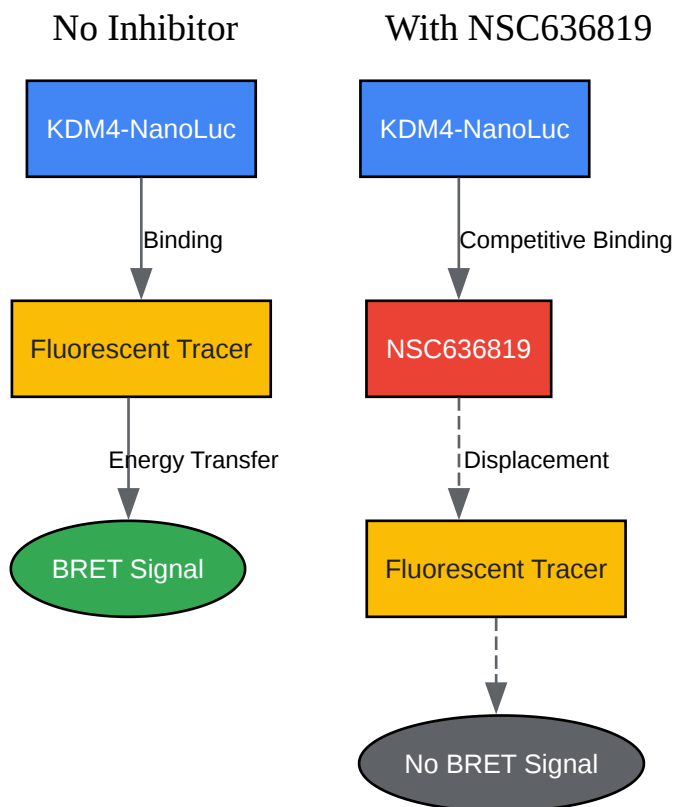 No Inhibitor
KDM4-NanoLuc
Binding
Fluorescent Tracer
Energy Transfer
BRET Signal
With NSC636819
KDM4-NanoLuc
Competitive Binding
NSC636819
Displacement
Fluorescent Tracer
No BRET Signal